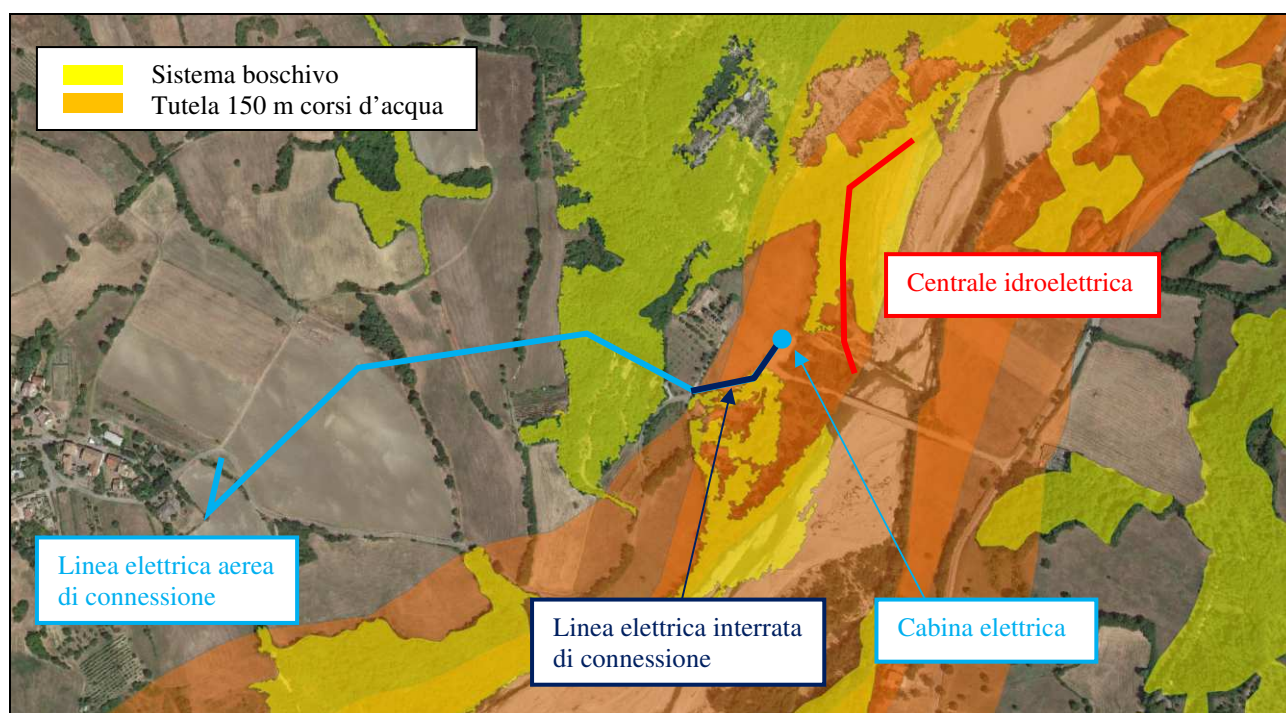 Sistema boschivo
Tutela 150 m corsi d'acqua
Centrale idroelettrica
Linea elettrica aerea
di connessione
Linea elettrica interrata
di connessione
Cabina elettrica